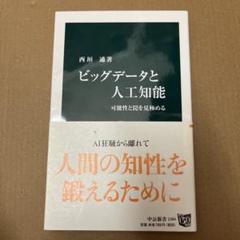 西垣 通著
ビッグデータと
人工知能
可能性と罠を見極める
AI狂騒から離れて
人間の知性を
鍛えるために
中公新書